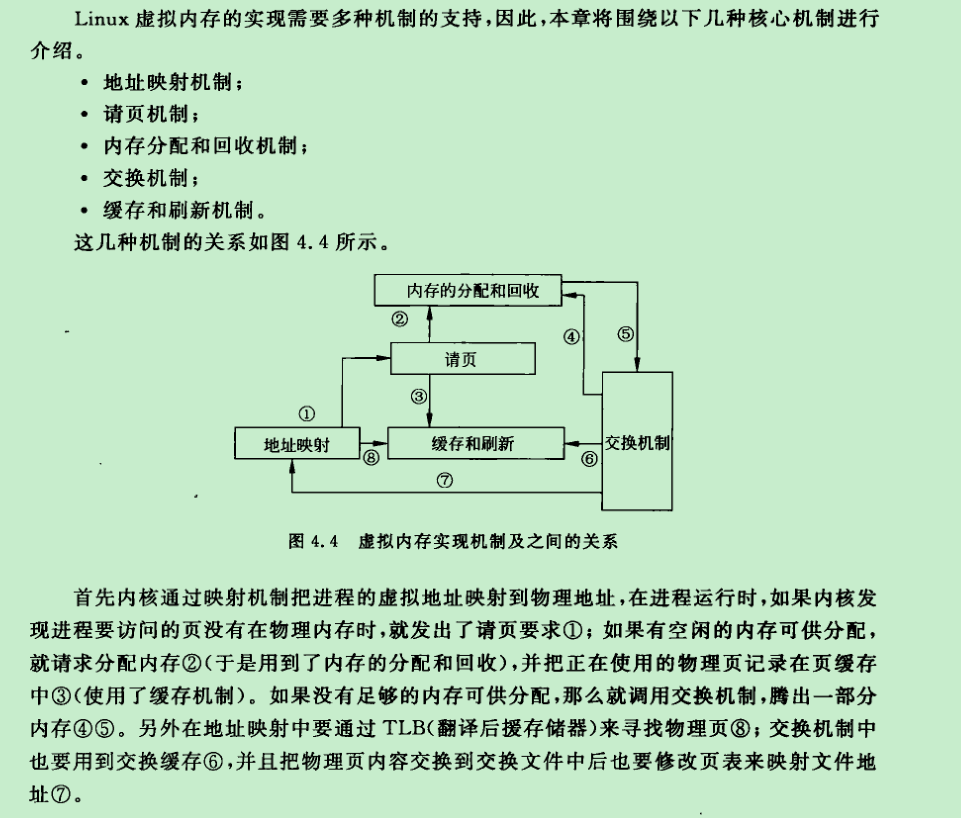 Linux 虚拟内存的实现需要多种机制的支持,因此,本章将围绕以下几种核心机制进行
介绍。
• 地址映射机制;
• 请页机制;
• 内存分配和回收机制;
• 交换机制;
• 缓存和刷新机制。
这几种机制的关系如图 4.4 所示。
内存的分配和回收
②
④
⑤
请页
③
①
地址映射
⑧
缓存和刷新
⑥
交换机制
⑦
图 4.4 虚拟内存实现机制及之间的关系
首先内核通过映射机制把进程的虚拟地址映射到物理地址,在进程运行时,如果内核发
现进程要访问的页没有在物理内存时,就发出了请页要求①;如果有空闲的内存可供分配,
就请求分配内存②(于是用到了内存的分配和回收),并把正在使用的物理页记录在页缓存
中③(使用了缓存机制)。如果没有足够的内存可供分配,那么就调用交换机制,腾出一部分
内存④⑤。另外在地址映射中要通过 TLB(翻译后援存储器)来寻找物理页⑧;交换机制中
也要用到交换缓存⑥,并且把物理页内容交换到交换文件中后也要修改页表来映射文件地
址⑦。